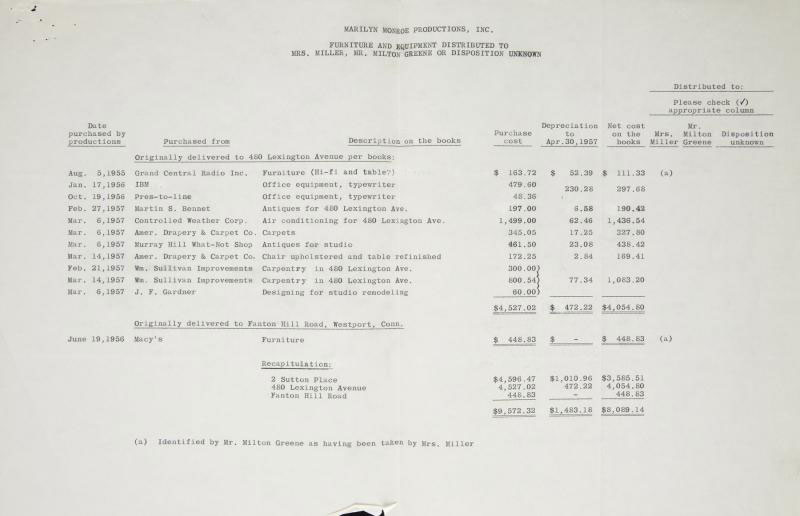 MARILYN MONROE PRODUCTIONS, INC.
FURNITURE AND EQUIPMENT DISTRIBUTED TO
MRS. MILLER, MR. MILTON GREENE OR DISPOSITION UNKNOWN
Distributed to:
Please check (✓)
appropriate column
Date purchased by productions Purchased from Description on the books Purchase cost Depreciation to Apr.30,1957 Net cost on the books Mrs. Miller Mr. Milton Greene Disposition unknown
Originally delivered to 480 Lexington Avenue per books:
Aug. 5,1955 Grand Central Radio Inc. Furniture (Hi-fi and table?) $ 163.72 $ 52.39 $ 111.33 (a)
Jan. 17,1956 IBM Office equipment, typewriter 479.60
230.28 297.68
Oct. 19,1956 Pres-to-line Office equipment, typewriter 48.36
Feb. 27,1957 Martin S. Bennet Antiques for 480 Lexington Ave. 197.00 6.58 190.42
Mar. 6,1957 Controlled Weather Corp. Air conditioning for 480 Lexington Ave. 1,499.00 62.46 1,436.54
Mar. 6,1957 Amer. Drapery & Carpet Co. Carpets 345.05 17.25 327.80
Mar. 6,1957 Murray Hill What-Not Shop Antiques for studio 461.50 23.08 438.42
Mar. 14,1957 Amer. Drapery & Carpet Co. Chair upholstered and table refinished 172.25 2.84 169.41
Feb. 21,1957 Wm. Sullivan Improvements Carpentry in 480 Lexington Ave. 300.00)
Mar. 14,1957 Wm. Sullivan Improvements Carpentry in 480 Lexington Ave. 800.54) 77.34 1,083.20
Mar. 6,1957 J. F. Gardner Designing for studio remodeling 60.00)
$4,527.02 $ 472.22 $4,054.80
Originally delivered to Fanton Hill Road, Westport, Conn.
June 19,1956 Macy's Furniture $ 448.83 $ - $ 448.83 (a)
Recapitulation:
2 Sutton Place $4,596.47 $1,010.96 $3,585.51
480 Lexington Avenue 4,527.02 472.22 4,054.80
Fanton Hill Road 448.83 - 448.83
$9,572.32 $1,483.18 $8,089.14
(a) Identified by Mr. Milton Greene as having been taken by Mrs. Miller